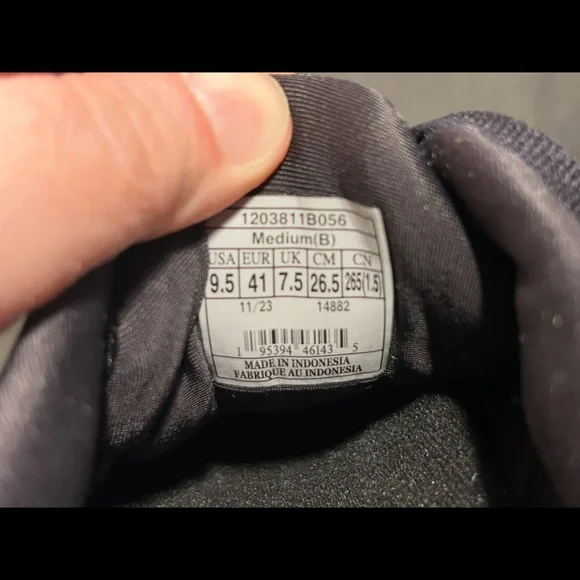 1203811B056
Medium(B)
USA EUR UK CM CN
9.5 41 7.5 26.5 265(1.5)
11/23 14882
1 95394 46143 5
MADE IN INDONESIA
FABRIQUE AU INDONESIA